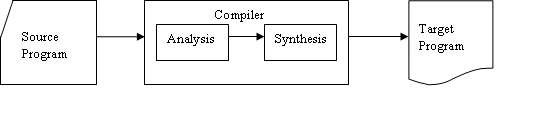 Source
Program
Compiler
Analysis
Synthesis
Target
Program